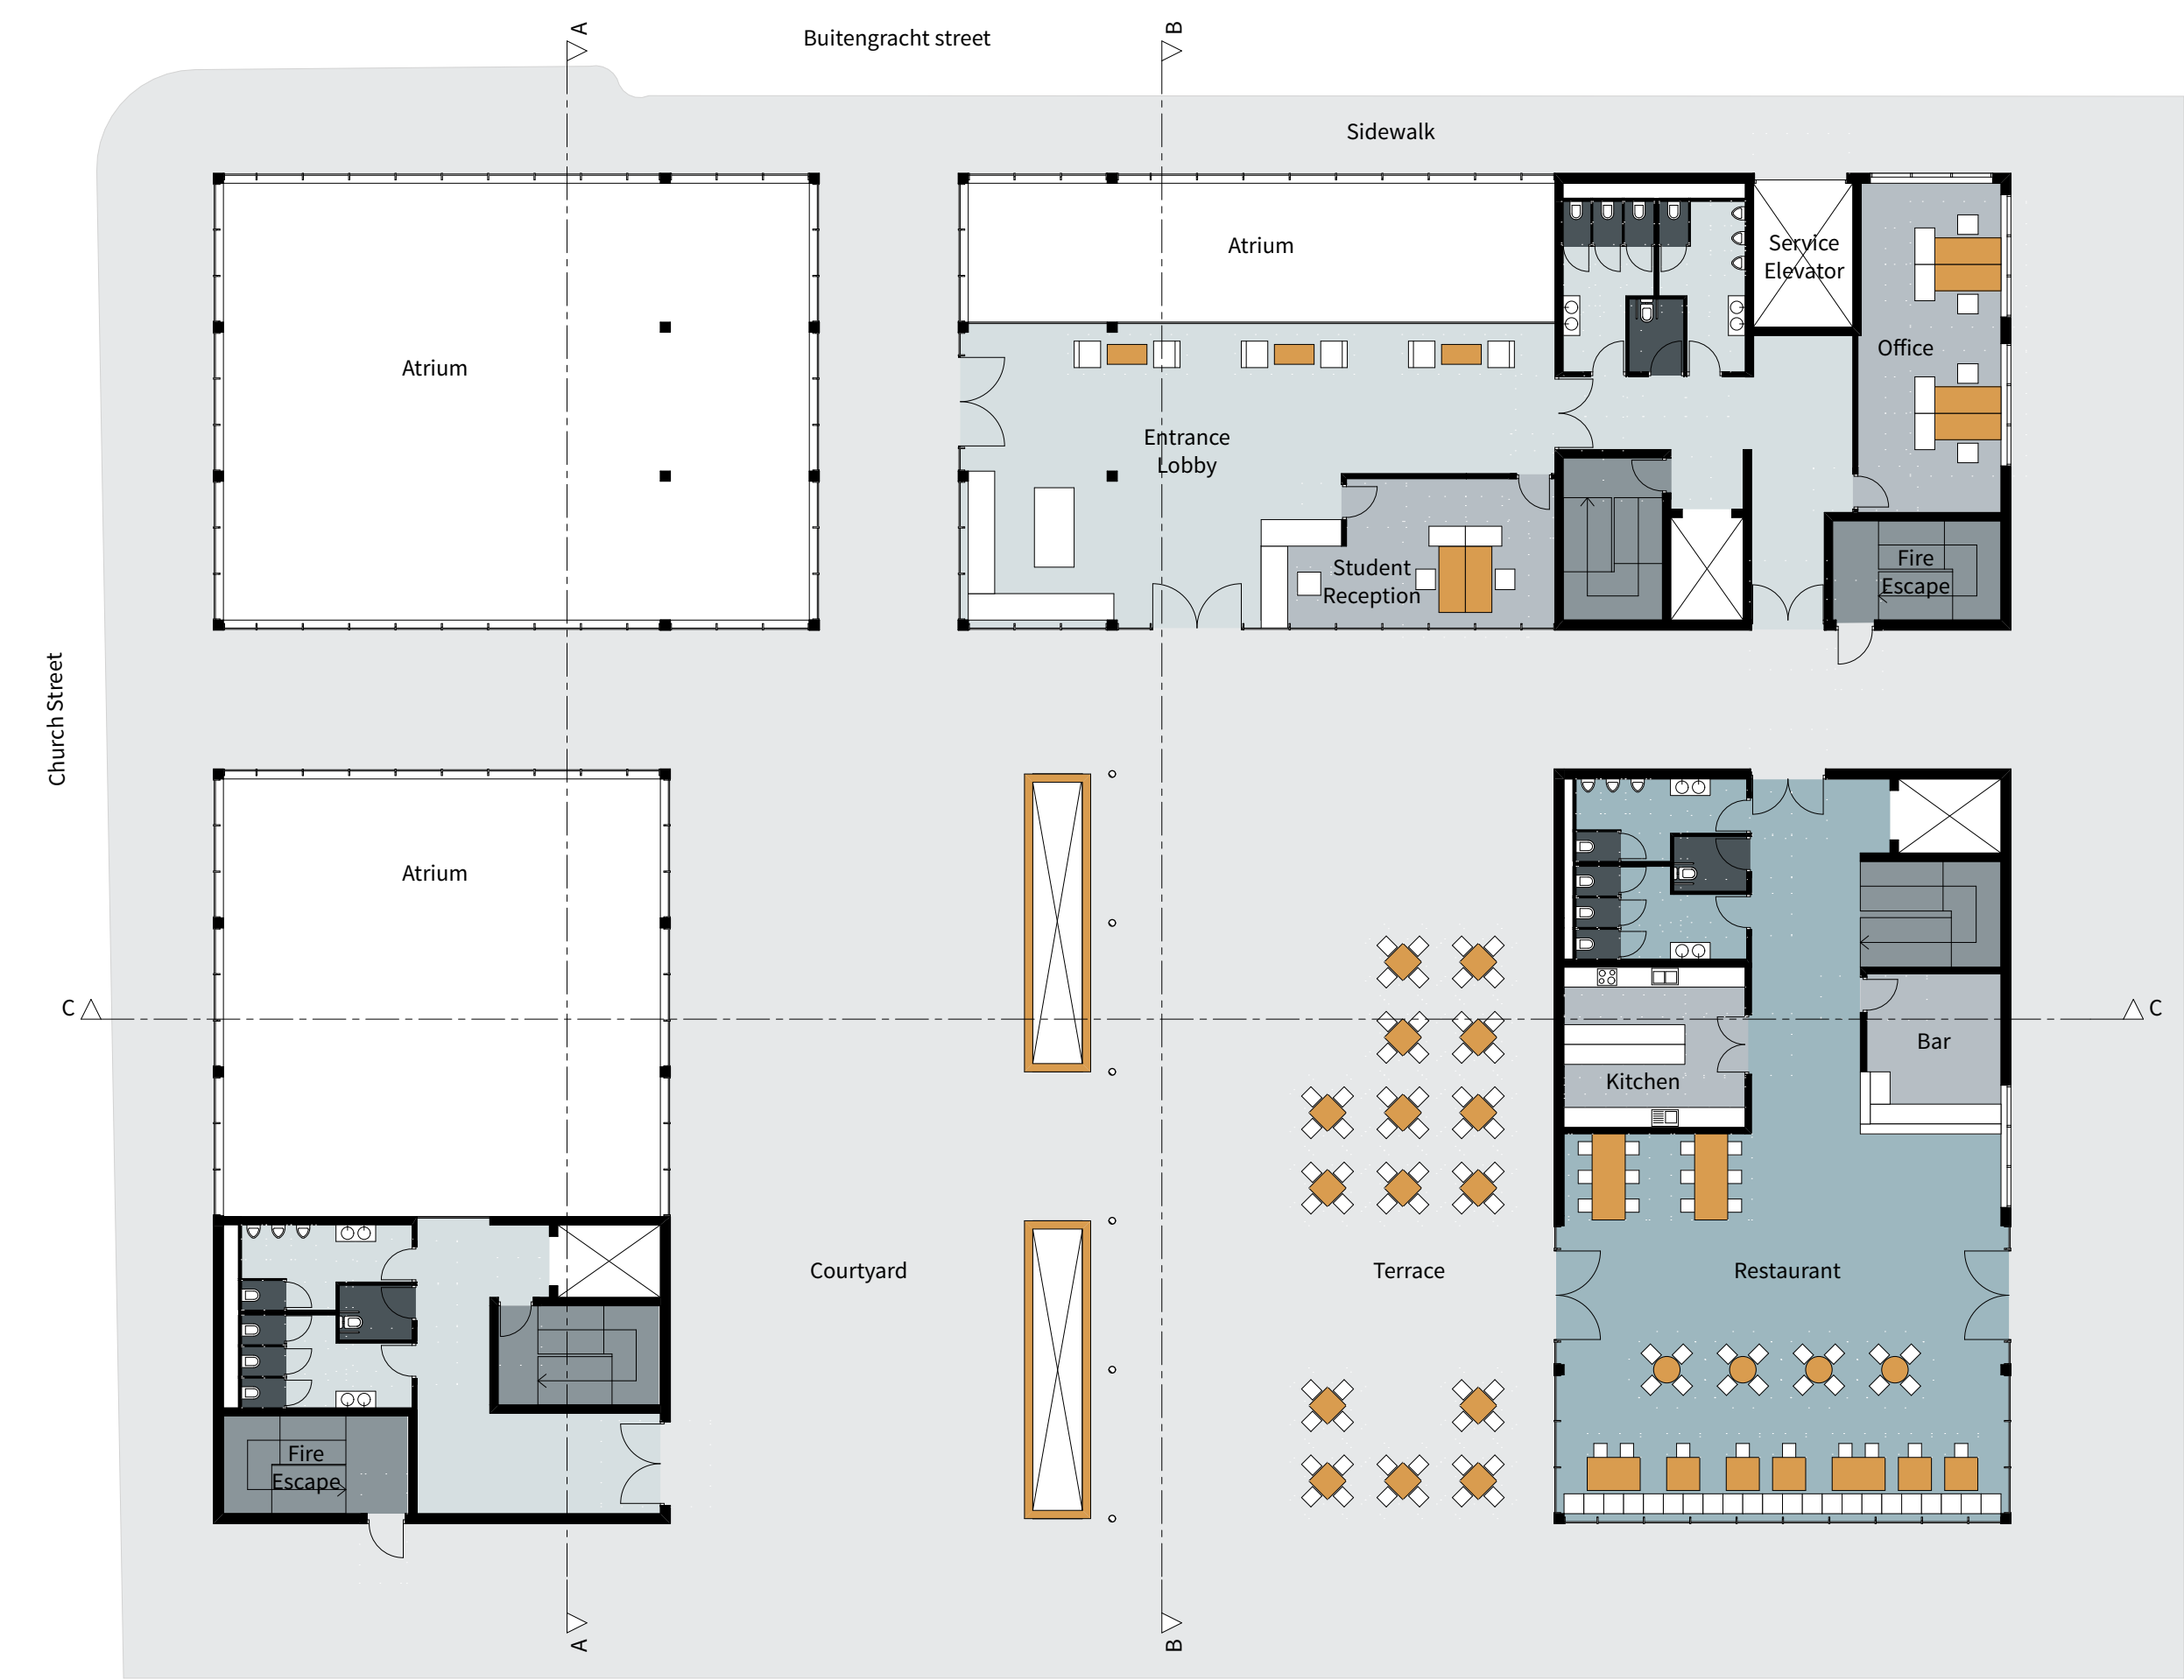 A
Buitengracht street
B
Sidewalk
Atrium
Atrium
Service
Elevator
Office
Entrance
Lobby
Student
Reception
Fire
Escape
Church Street
Atrium
C
C
Bar
Kitchen
Courtyard
Terrace
Restaurant
Fire
Escape
A
B